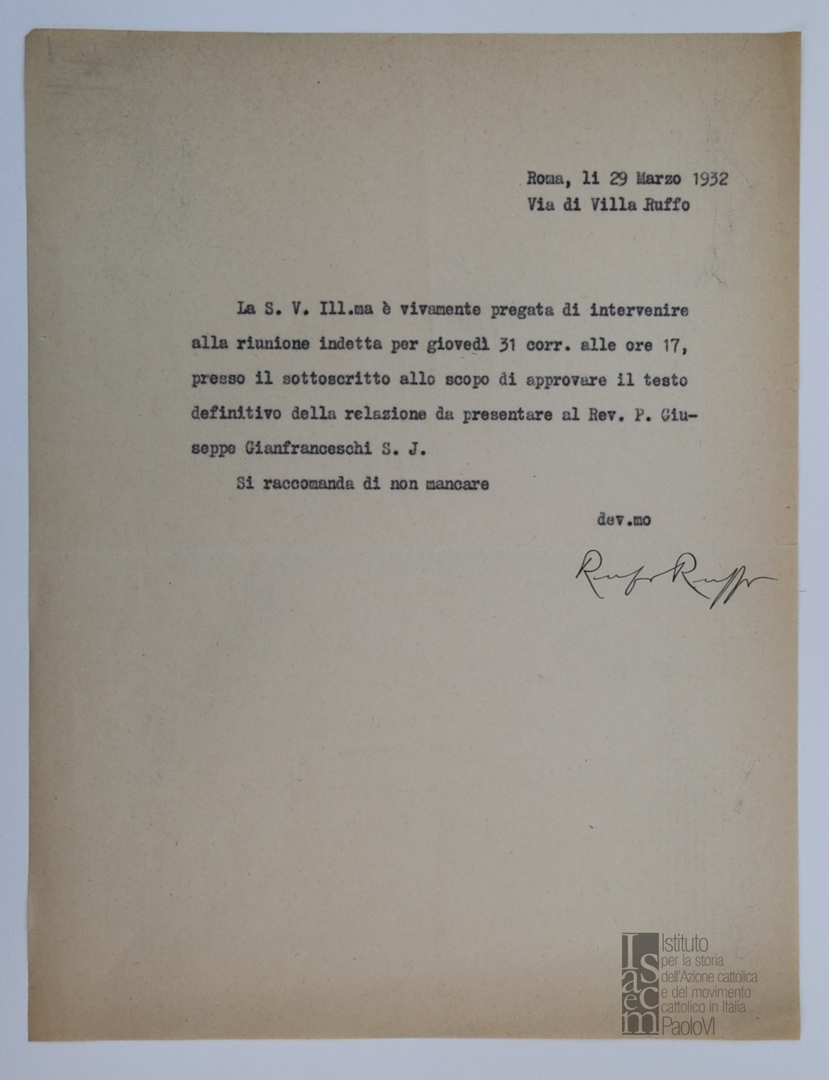 Roma, li 29 Marzo 1932
Via di Villa Ruffo
La S. V. Ill.ma è vivamente pregata di intervenire
alla riunione indetta per giovedì 31 corr. alle ore 17,
presso il sottoscritto allo scopo di approvare il testo
definitivo della relazione da presentare al Rev. P. Giu-
seppe Gianfranceschi S. J.
Si raccomanda di non mancare
dev.mo
Rufo Ruffo
Isacem
Istituto
per la storia
dell'Azione cattolica
e del movimento
cattolico in Italia
PaoloVI